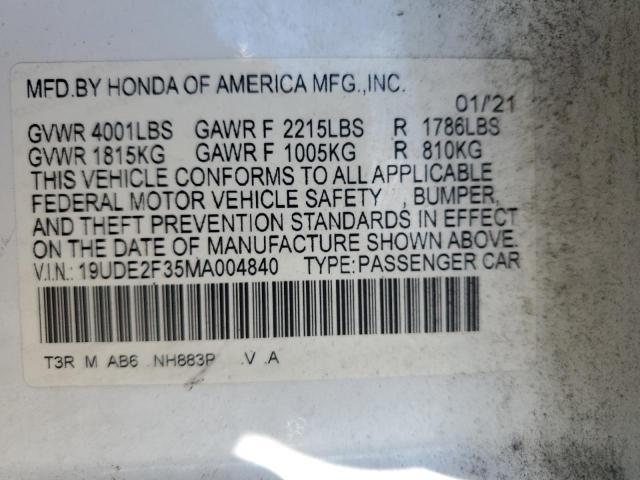 MFD.BY HONDA OF AMERICA MFG.,INC.
01/'21
GVWR 4001LBS GAWR F 2215LBS R 1786LBS
GVWR 1815KG GAWR F 1005KG R 810KG
THIS VEHICLE CONFORMS TO ALL APPLICABLE
FEDERAL MOTOR VEHICLE SAFETY , BUMPER,
AND THEFT PREVENTION STANDARDS IN EFFECT
ON THE DATE OF MANUFACTURE SHOWN ABOVE.
V.I.N.: 19UDE2F35MA004840 TYPE:PASSENGER CAR
T3R M AB6 NH883P .V .A